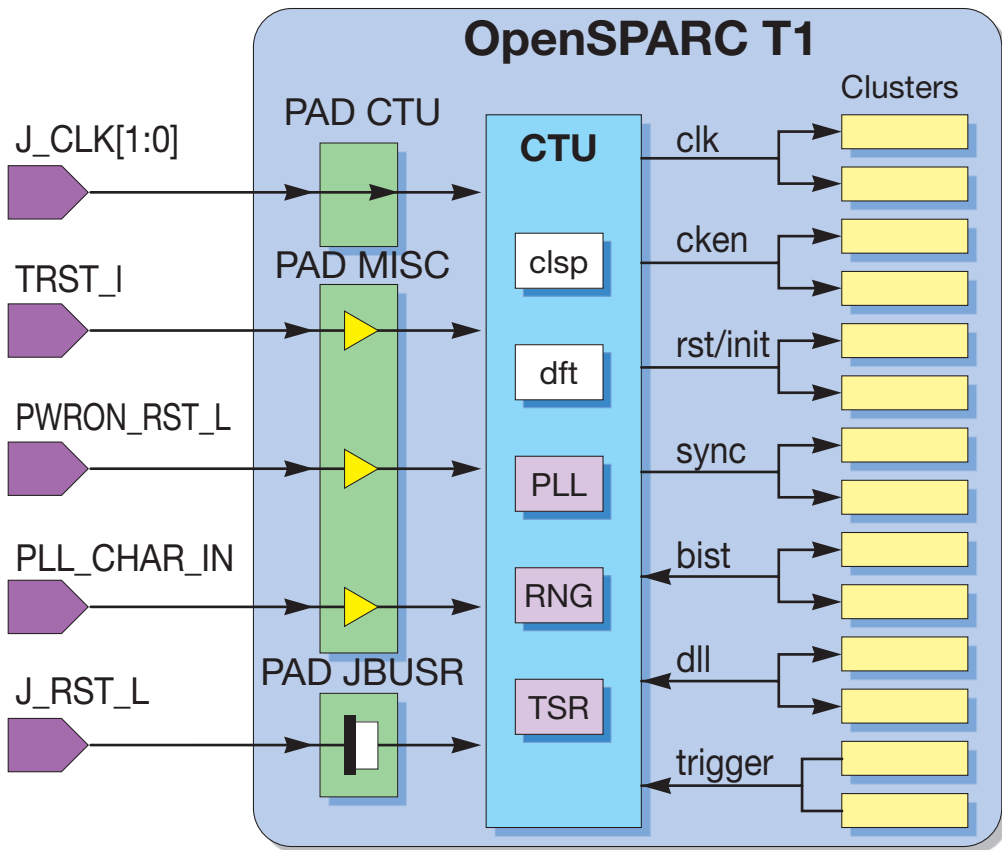 OpenSPARC T1
Clusters
PAD CTU
J_CLK[1:0]
CTU
clk
clsp
cken
PAD MISC
TRST_I
dft
rst/init
PWRON_RST_L
PLL
sync
PLL_CHAR_IN
RNG
bist
PAD JBUSR
J_RST_L
TSR
dll
trigger